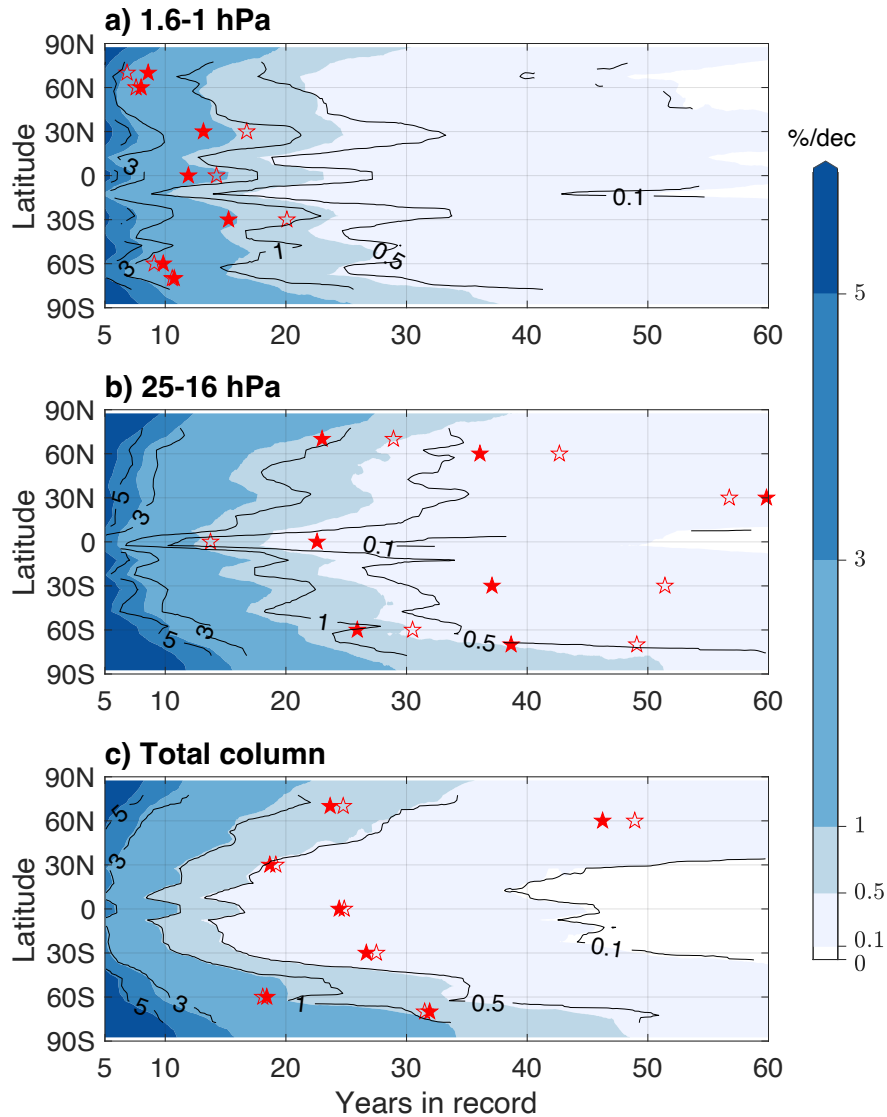 a) 1.6-1 hPa
90N
60N
30N
0
30S
60S
90S
Latitude
3
3
1
0.5
0.1
5 10 20 30 40 50 60
%/dec
5
3
1
0.5
0.1
0
b) 25-16 hPa
90N
60N
30N
0
30S
60S
90S
Latitude
5
3
0.1
5
3
1
0.5
5 10 20 30 40 50 60
c) Total column
90N
60N
30N
0
30S
60S
90S
Latitude
5
3
0.1
5
3
1
0.5
5 10 20 30 40 50 60
Years in record